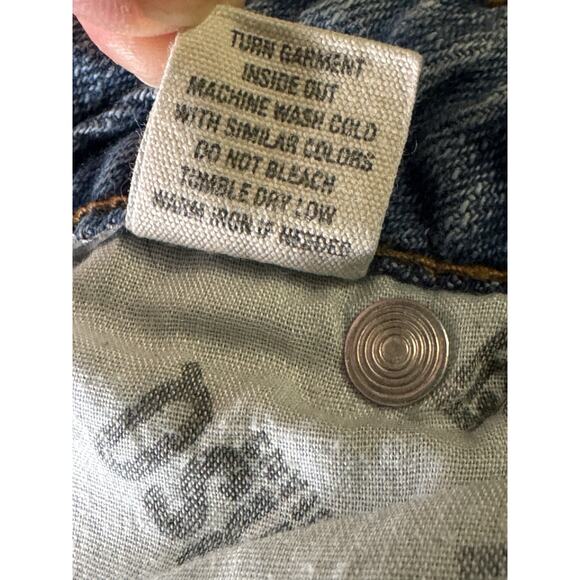 TURN GARMENT
INSIDE OUT
MACHINE WASH COLD
WITH SIMILAR COLORS
DO NOT BLEACH
TUMBLE DRY LOW
WARM IRON IF NEEDED